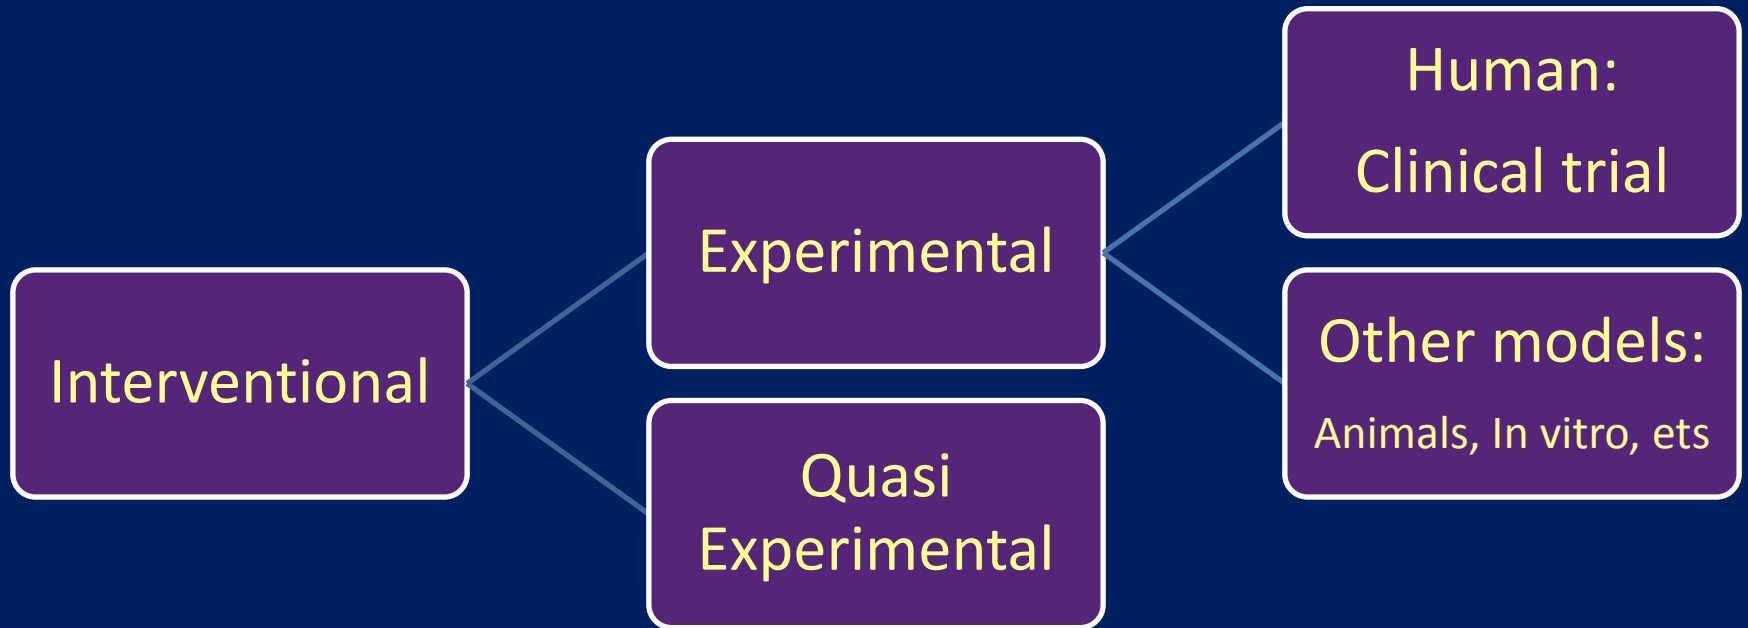 Interventional
Experimental
Quasi
Experimental
Human:
Clinical trial
Other models:
Animals, In vitro, ets